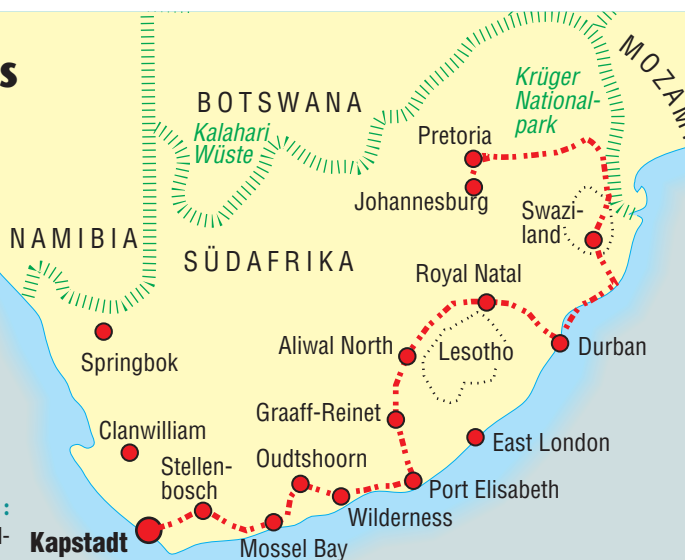 s
MOZAM
Krüger
National-
park
BOTSWANA
Kalahari
Wüste
Pretoria
Johannesburg
Swazi-
land
NAMIBIA
SÜDAFRIKA
Royal Natal
Springbok
Aliwal North
Lesotho
Durban
Graaff-Reinet
Clanwilliam
East London
Stellen-
bosch
Oudtshoorn
Port Elisabeth
:
l-
Kapstadt
Wilderness
Mossel Bay